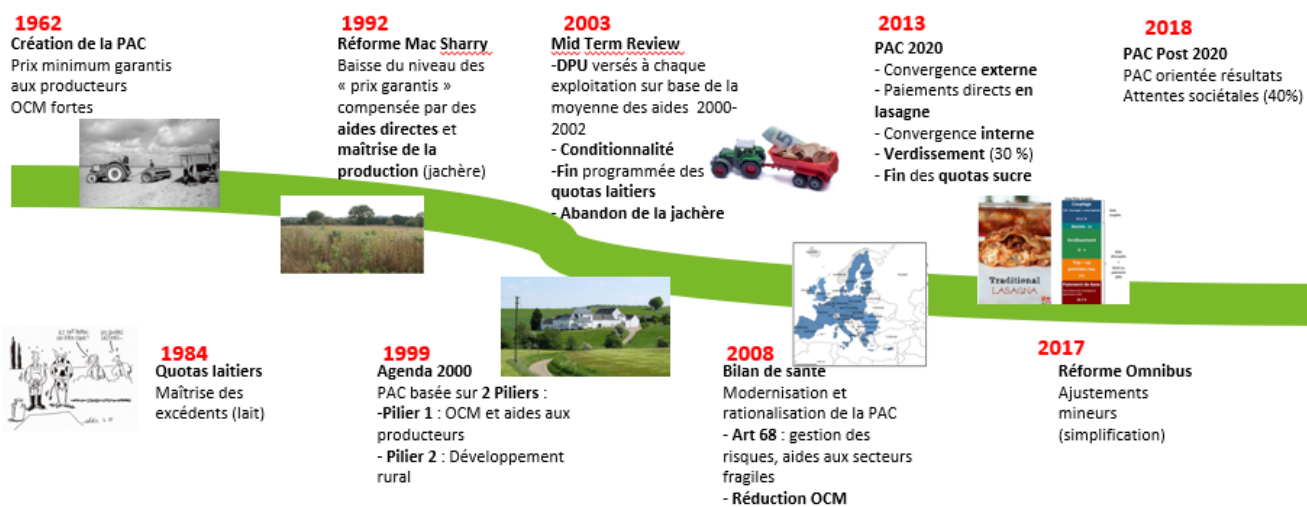 1962
Création de la PAC
Prix minimum garantis
aux producteurs
OCM fortes
1992
Réforme Mac Sharry
Baisse du niveau des
« prix garantis »
compensée par des
aides directes et
maîtrise de la
production (jachère)
2003
Mid Term Review
-DPU versés à chaque
exploitation sur base de la
moyenne des aides 2000-
2002
- Conditionnalité
-Fin programmée des
quotas laitiers
- Abandon de la jachère
2013
PAC 2020
- Convergence externe
- Paiements directs en
lasagne
- Convergence interne
- Verdissement (30 %)
- Fin des quotas sucre
2018
PAC Post 2020
PAC orientée résultats
Attentes sociétales (40%)
5
Traditional
LASAGNA
Couplage
Verdissement
Paiement de base
1984
Quotas laitiers
Maîtrise des
excédents (lait)
1999
Agenda 2000
PAC basée sur 2 Piliers :
-Pilier 1 : OCM et aides aux
producteurs
- Pilier 2 : Développement
rural
2008
Bilan de santé
Modernisation et
rationalisation de la PAC
- Art 68 : gestion des
risques, aides aux secteurs
fragiles
- Réduction OCM
2017
Réforme Omnibus
Ajustements
mineurs
(simplification)